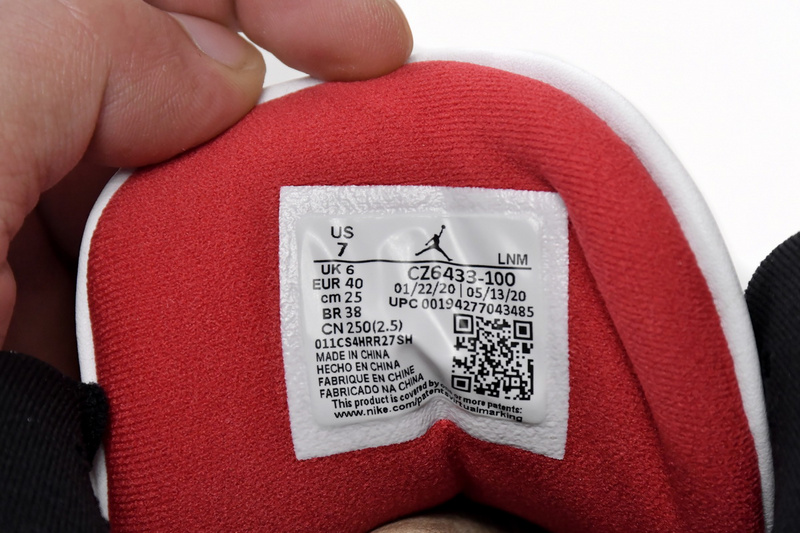 US
7
LNM
UK 6
CZ6433-100
EUR 40
01/22/20 | 05/13/20
cm 25
UPC 00194277043485
BR 38
CN 250(2.5)
011CS4HRR27SH
MADE IN CHINA
HECHO EN CHINA
FABRIQUE EN CHINE
FABRICADO NA CHINA
This product is covered by one or more patents:
www.nike.com/patentsvirtualmarking